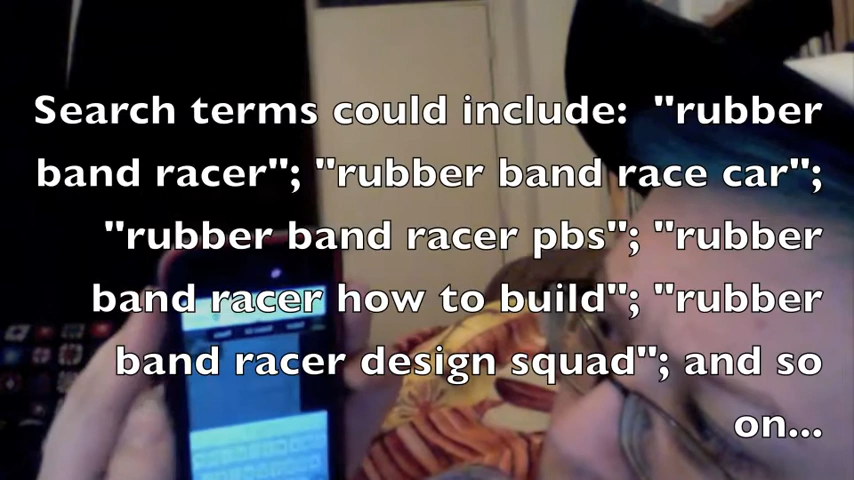 Search terms could include:  "rubber
band racer"; "rubber band race car";
"rubber band racer pbs"; "rubber
band racer how to build"; "rubber
band racer design squad"; and so
on...